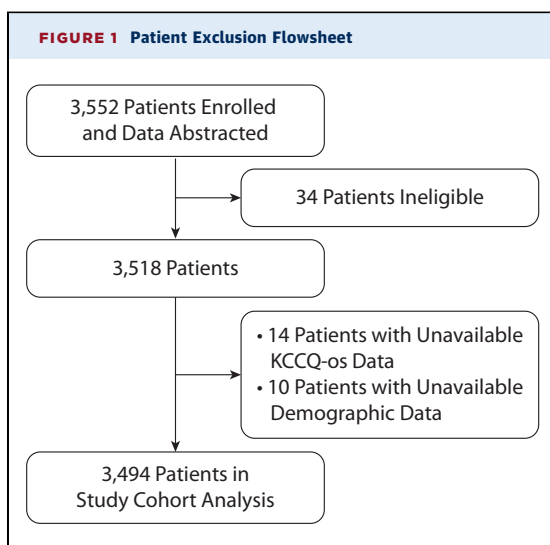 FIGURE 1 Patient Exclusion Flowsheet
3,552 Patients Enrolled
and Data Abstracted
34 Patients Ineligible
3,518 Patients
• 14 Patients with Unavailable
KCCQ-os Data
• 10 Patients with Unavailable
Demographic Data
3,494 Patients in
Study Cohort Analysis